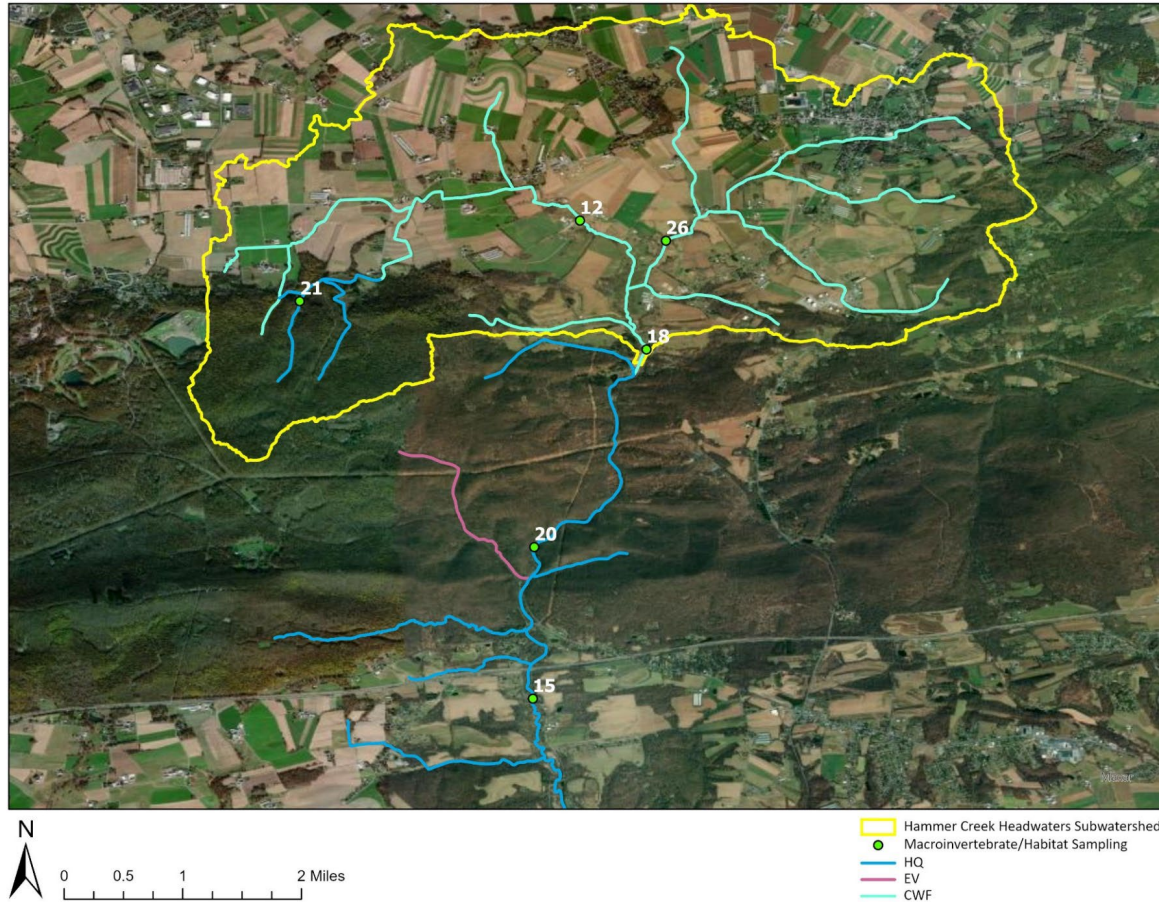 12
26
21
18
20
15
N
0 0.5 1 2 Miles
Hammer Creek Headwaters Subwatershed
Macroinvertebrate/Habitat Sampling
HQ
EV
CWF